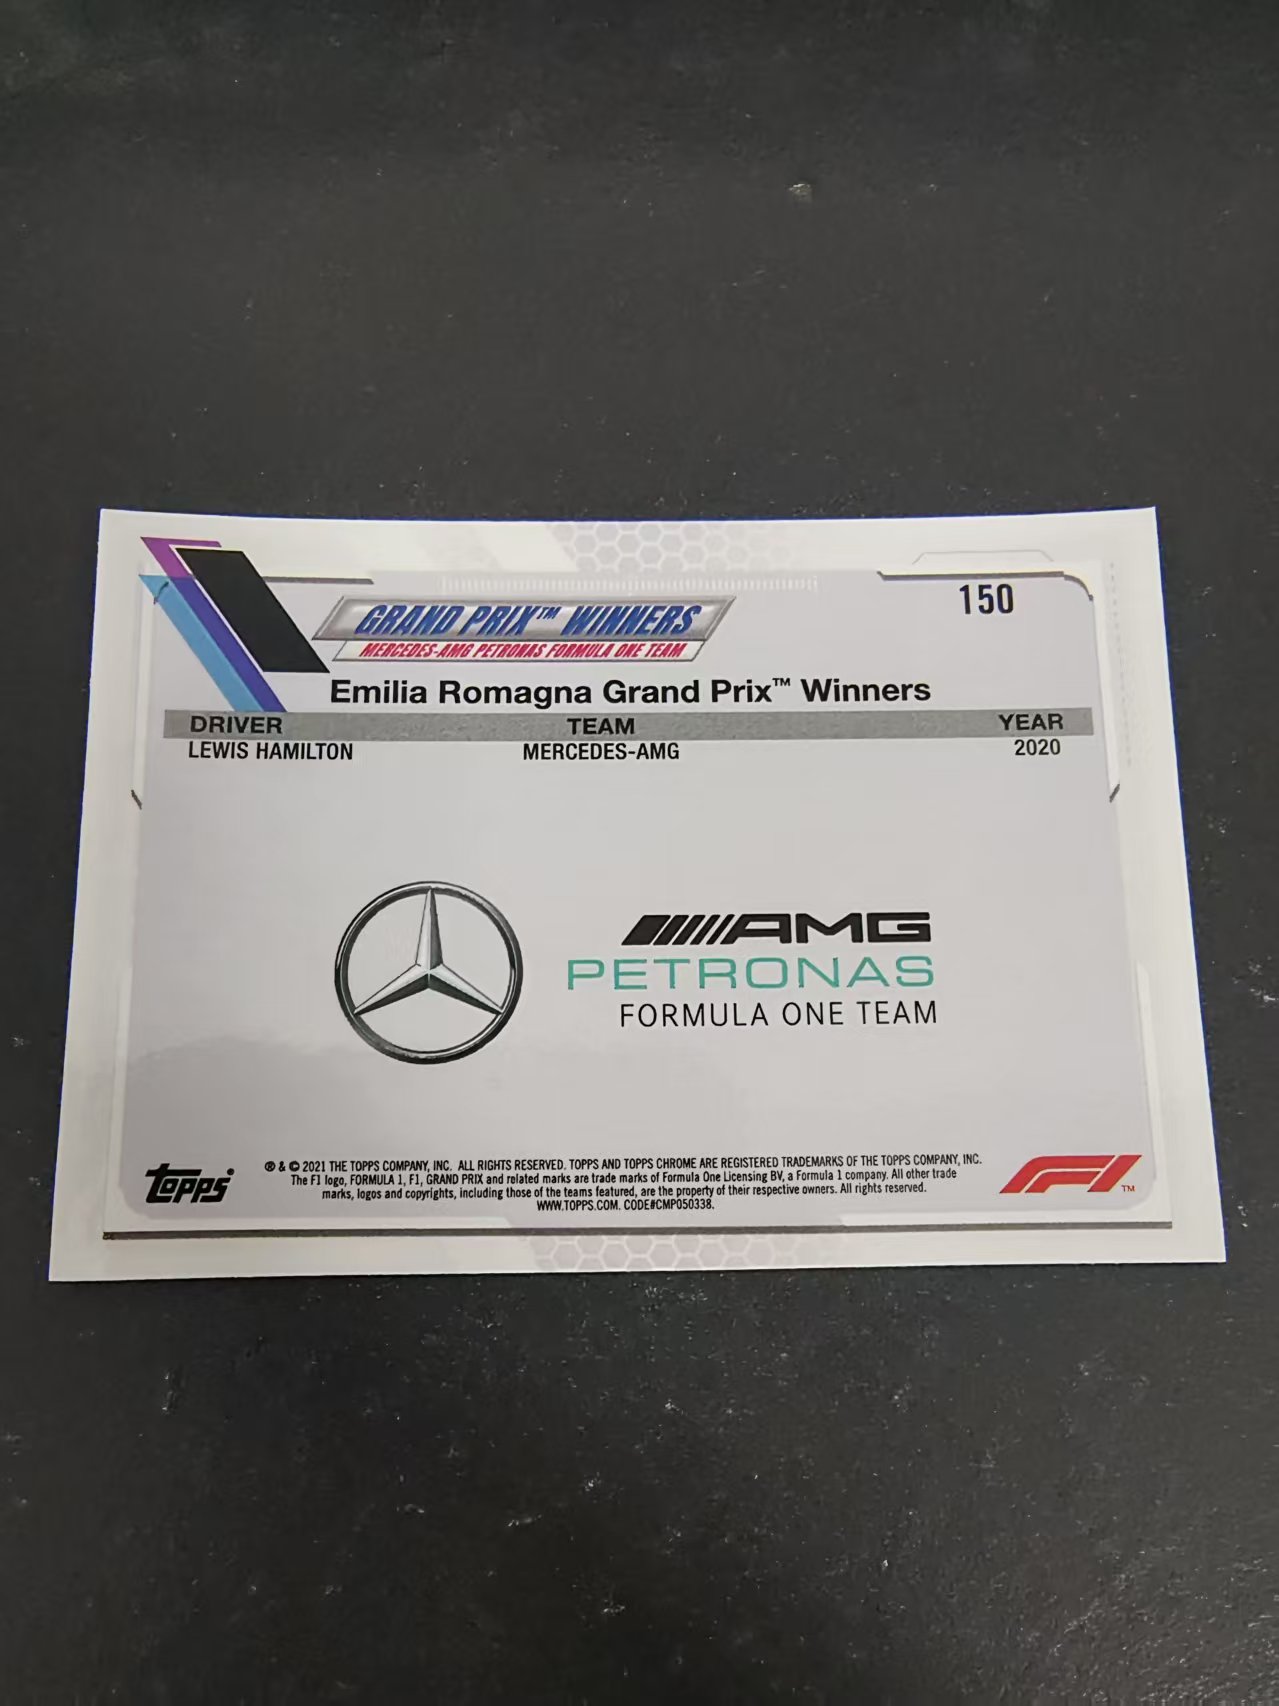 150
GRAND PRIX™ WINNERS
MERCEDES-AMG PETRONAS FORMULA ONE TEAM
Emilia Romagna Grand Prix™ Winners
DRIVER TEAM YEAR
LEWIS HAMILTON MERCEDES-AMG 2020
AMG
PETRONAS
FORMULA ONE TEAM
Topps
® & © 2021 THE TOPPS COMPANY, INC. ALL RIGHTS RESERVED. TOPPS AND TOPPS CHROME ARE REGISTERED TRADEMARKS OF THE TOPPS COMPANY, INC.
The F1 logo, FORMULA 1, F1, GRAND PRIX and related marks are trade marks of Formula One Licensing BV, a Formula 1 company. All other trade
marks, logos and copyrights, including those of the teams featured, are the property of their respective owners. All rights reserved.
WWW.TOPPS.COM. CODE#CMP050338.
F1™